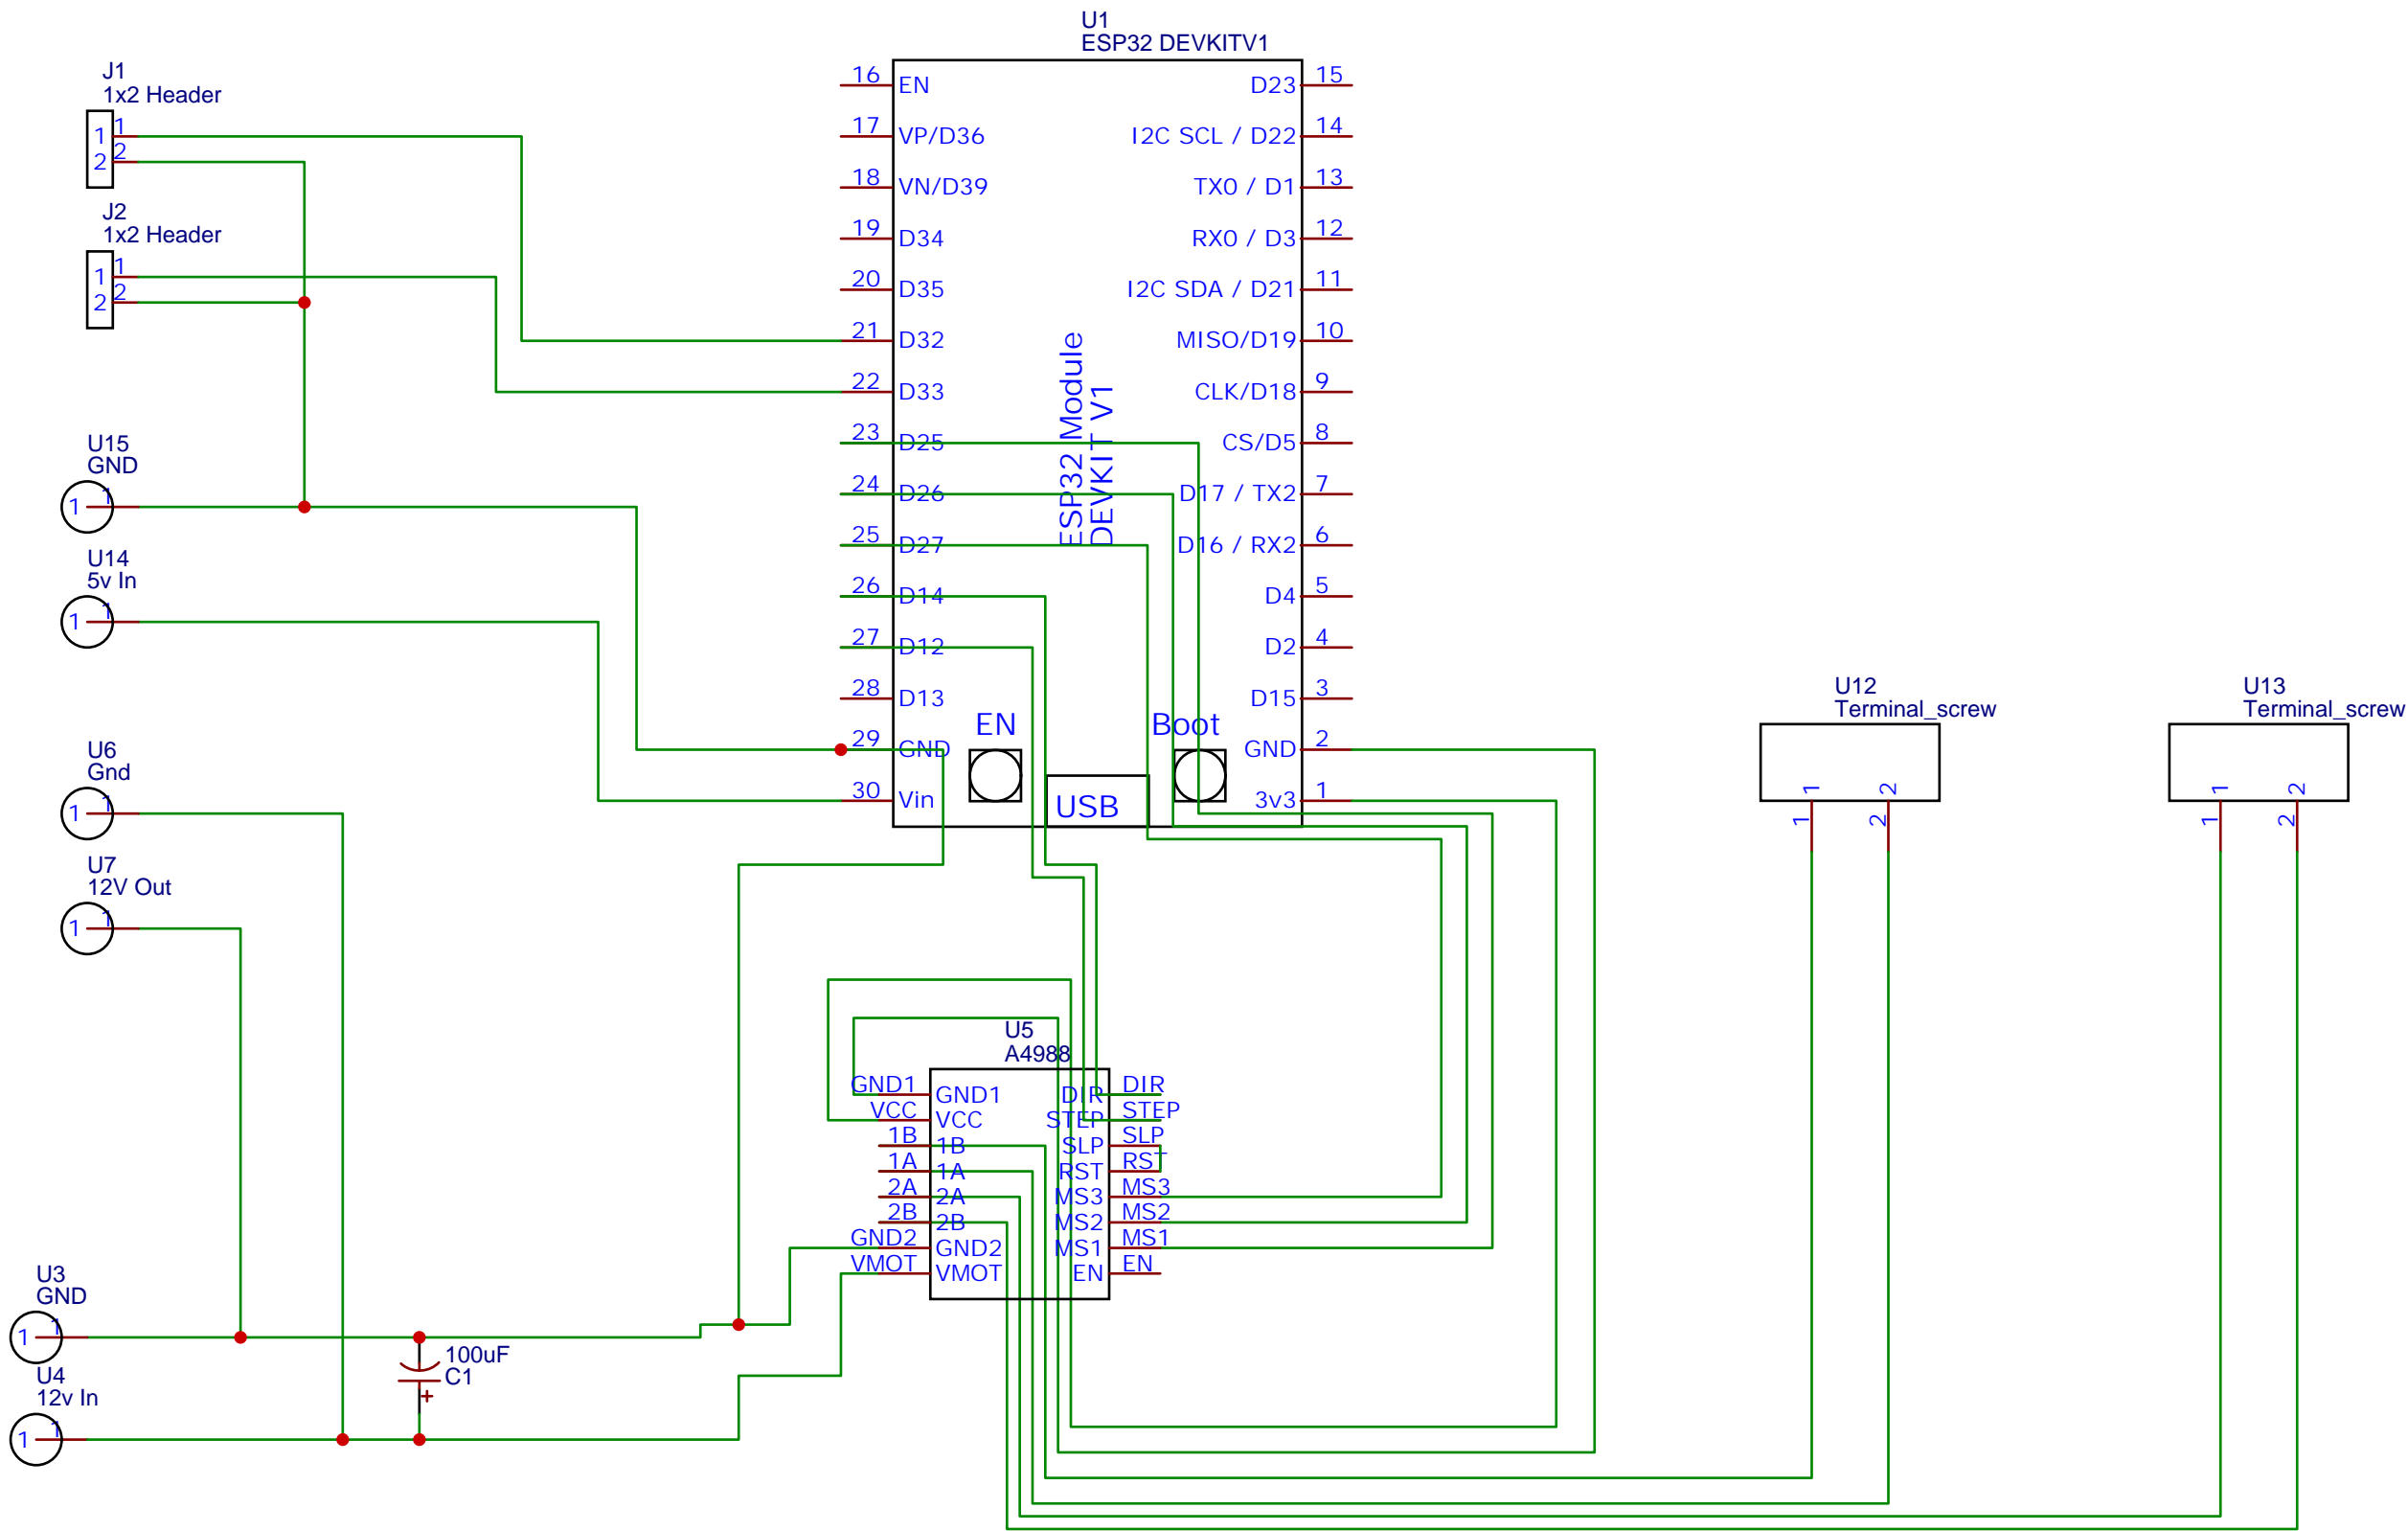 U1
ESP32 DEVKITV1
J1
1x2 Header
1 1
2 2
J2
1x2 Header
1 1
2 2
U15
GND
1 1
U14
5v In
1 1
U6
Gnd
1 1
U7
12V Out
1 1
U3
GND
1 1
U4
12v In
1 1
100uF
C1
+
16 EN
17 VP/D36
18 VN/D39
19 D34
20 D35
21 D32
22 D33
23 D25
24 D26
25 D27
26 D14
27 D12
28 D13
29 GND
30 Vin
ESP32 Module
DEVKIT V1
EN
Boot
USB
D23 15
I2C SCL / D22 14
TX0 / D1 13
RX0 / D3 12
I2C SDA / D21 11
MISO/D19 10
CLK/D18 9
CS/D5 8
D17 / TX2 7
D16 / RX2 6
D4 5
D2 4
D15 3
GND 2
3v3 1
U5
A4988
GND1 GND1
VCC VCC
1B 1B
1A 1A
2A 2A
2B 2B
GND2 GND2
VMOT VMOT
DIR DIR
STEP STEP
SLP SLP
RST RST
MS3 MS3
MS2 MS2
MS1 MS1
EN EN
U12
Terminal_screw
1 2
1 2
U13
Terminal_screw
1 2
1 2